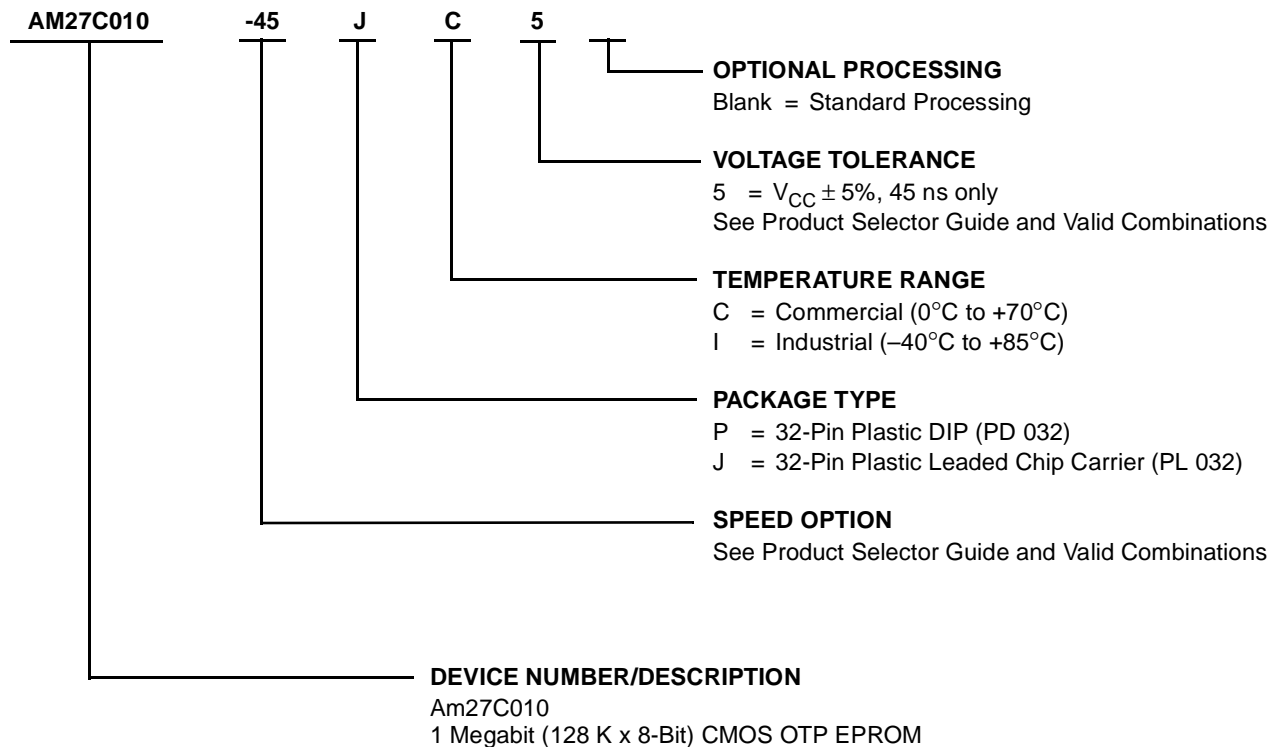 AM27C010 -45 J C 5
OPTIONAL PROCESSING
Blank = Standard Processing
VOLTAGE TOLERANCE
5 = VCC ± 5%, 45 ns only
See Product Selector Guide and Valid Combinations
TEMPERATURE RANGE
C = Commercial (0°C to +70°C)
I = Industrial (–40°C to +85°C)
PACKAGE TYPE
P = 32-Pin Plastic DIP (PD 032)
J = 32-Pin Plastic Leaded Chip Carrier (PL 032)
SPEED OPTION
See Product Selector Guide and Valid Combinations
DEVICE NUMBER/DESCRIPTION
Am27C010
1 Megabit (128 K x 8-Bit) CMOS OTP EPROM